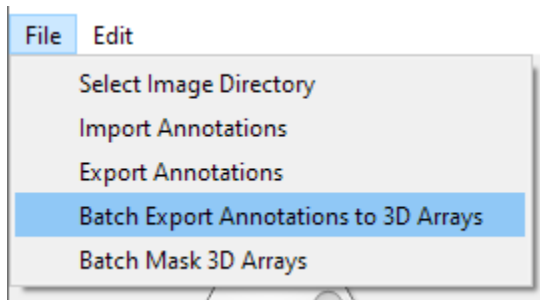 File Edit
Select Image Directory
Import Annotations
Export Annotations
Batch Export Annotations to 3D Arrays
Batch Mask 3D Arrays